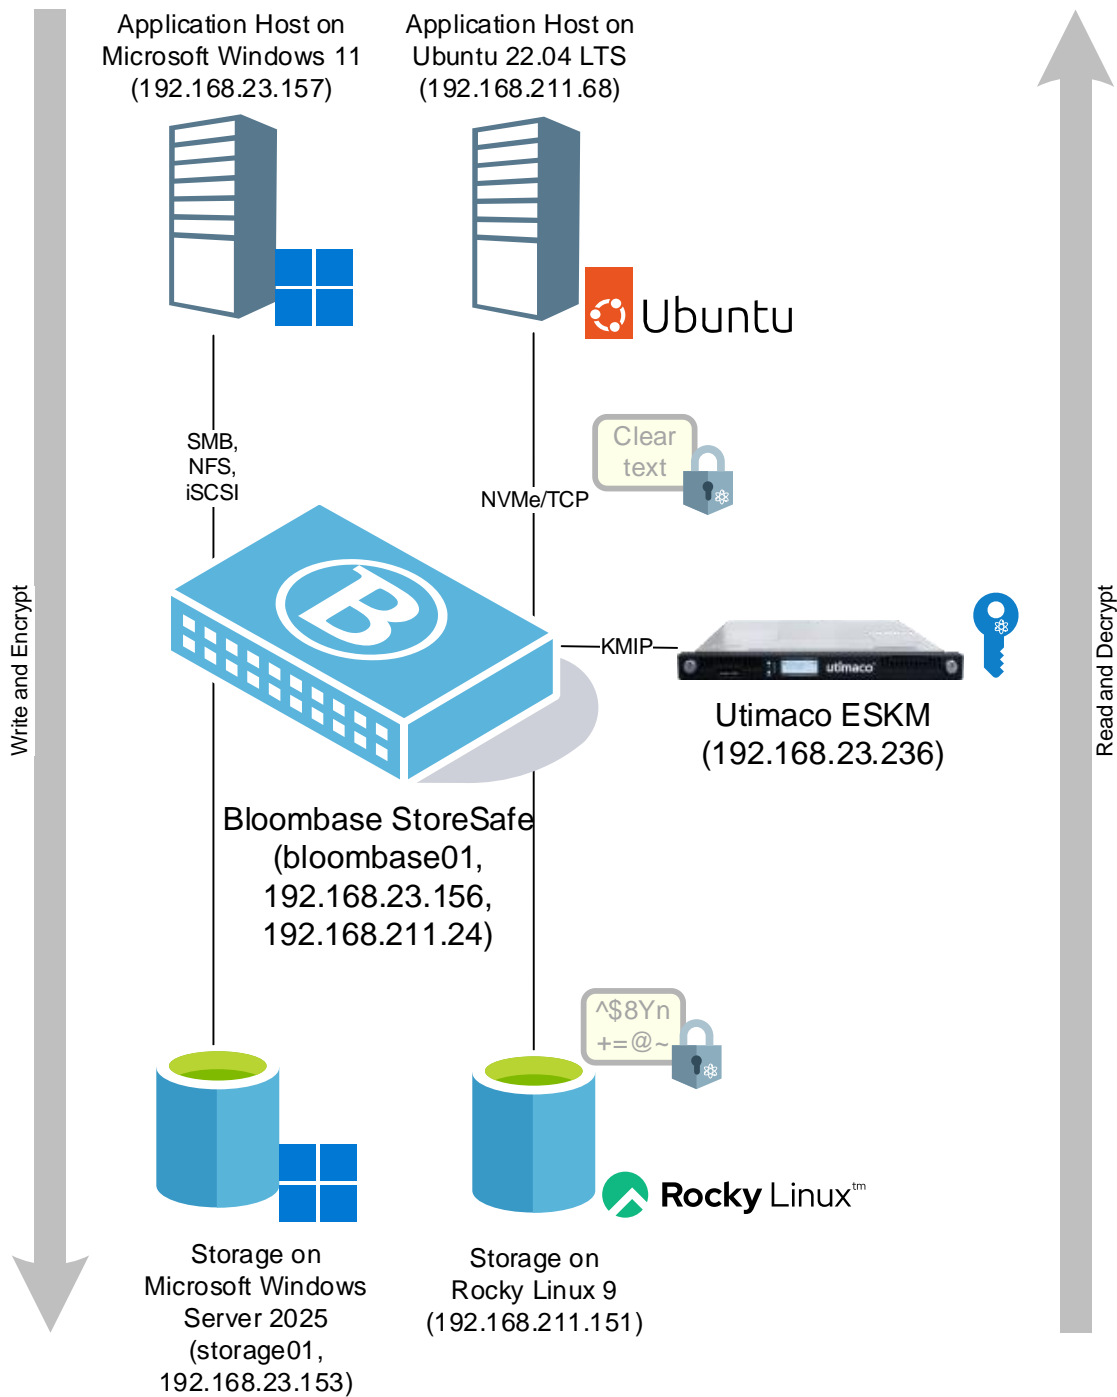 Application Host on
Microsoft Windows 11
(192.168.23.157)
Application Host on
Ubuntu 22.04 LTS
(192.168.211.68)
Ubuntu
SMB,
NFS,
iSCSI
NVMe/TCP
Clear
text
B
KMIP
utimaco
Utimaco ESKM
(192.168.23.236)
Write and Encrypt
Read and Decrypt
Bloombase StoreSafe
(bloombase01,
192.168.23.156,
192.168.211.24)
^$8Yn
+=@~
Rocky Linux™
Storage on
Microsoft Windows
Server 2025
(storage01,
192.168.23.153)
Storage on
Rocky Linux 9
(192.168.211.151)